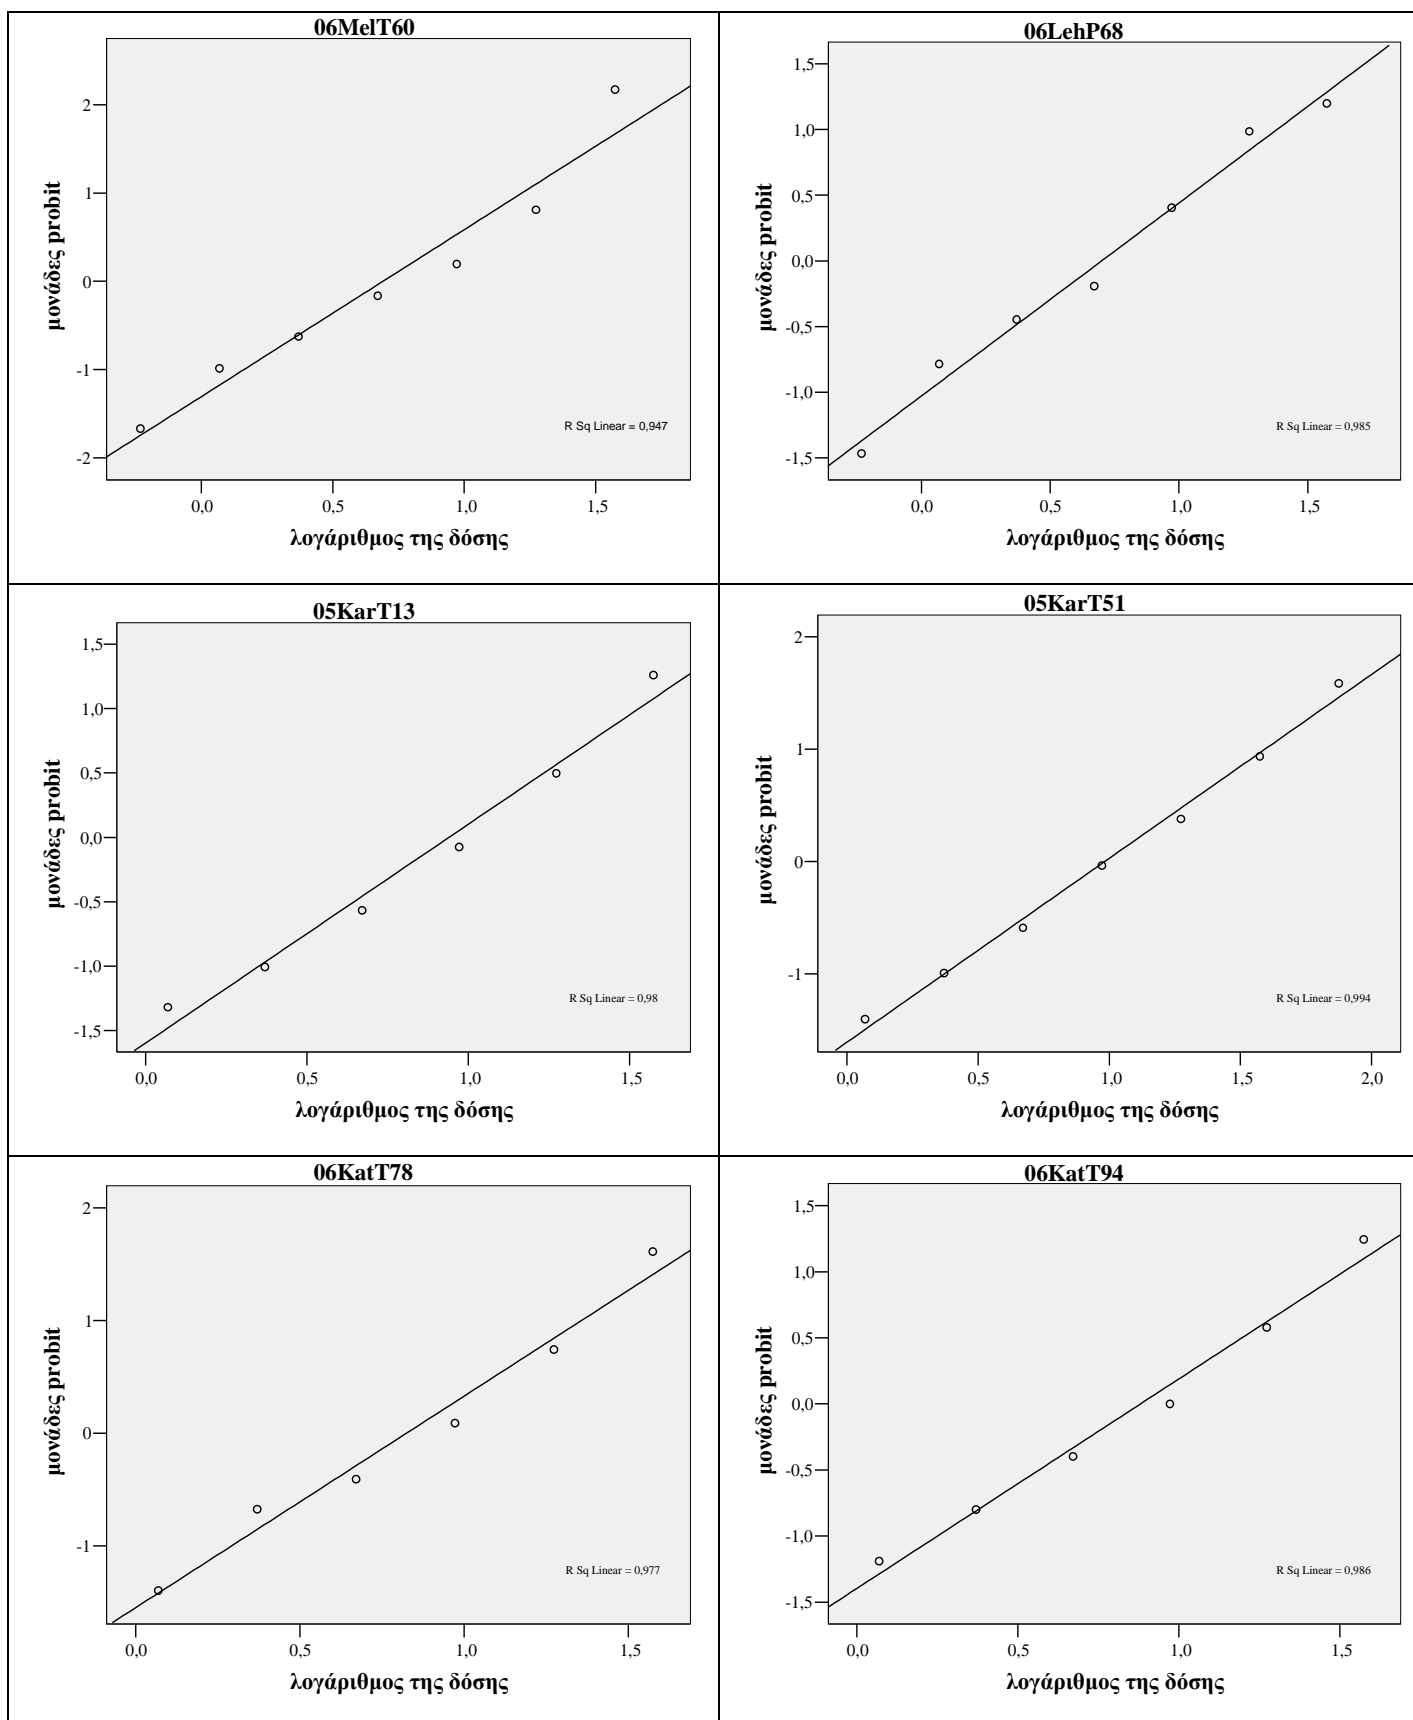 06MelT60
2
1
0
-1
-2
μονάδες probit
R Sq Linear = 0,947
0,0 0,5 1,0 1,5
λογάριθμος της δόσης
06LehP68
1,5
1,0
0,5
0,0
-0,5
-1,0
-1,5
μονάδες probit
R Sq Linear = 0,985
0,0 0,5 1,0 1,5
λογάριθμος της δόσης
05KarT13
1,5
1,0
0,5
0,0
-0,5
-1,0
-1,5
μονάδες probit
R Sq Linear = 0,98
0,0 0,5 1,0 1,5
λογάριθμος της δόσης
05KarT51
2
1
0
-1
μονάδες probit
R Sq Linear = 0,994
0,0 0,5 1,0 1,5 2,0
λογάριθμος της δόσης
06KatT78
2
1
0
-1
μονάδες probit
R Sq Linear = 0,977
0,0 0,5 1,0 1,5
λογάριθμος της δόσης
06KatT94
1,5
1,0
0,5
0,0
-0,5
-1,0
-1,5
μονάδες probit
R Sq Linear = 0,986
0,0 0,5 1,0 1,5
λογάριθμος της δόσης